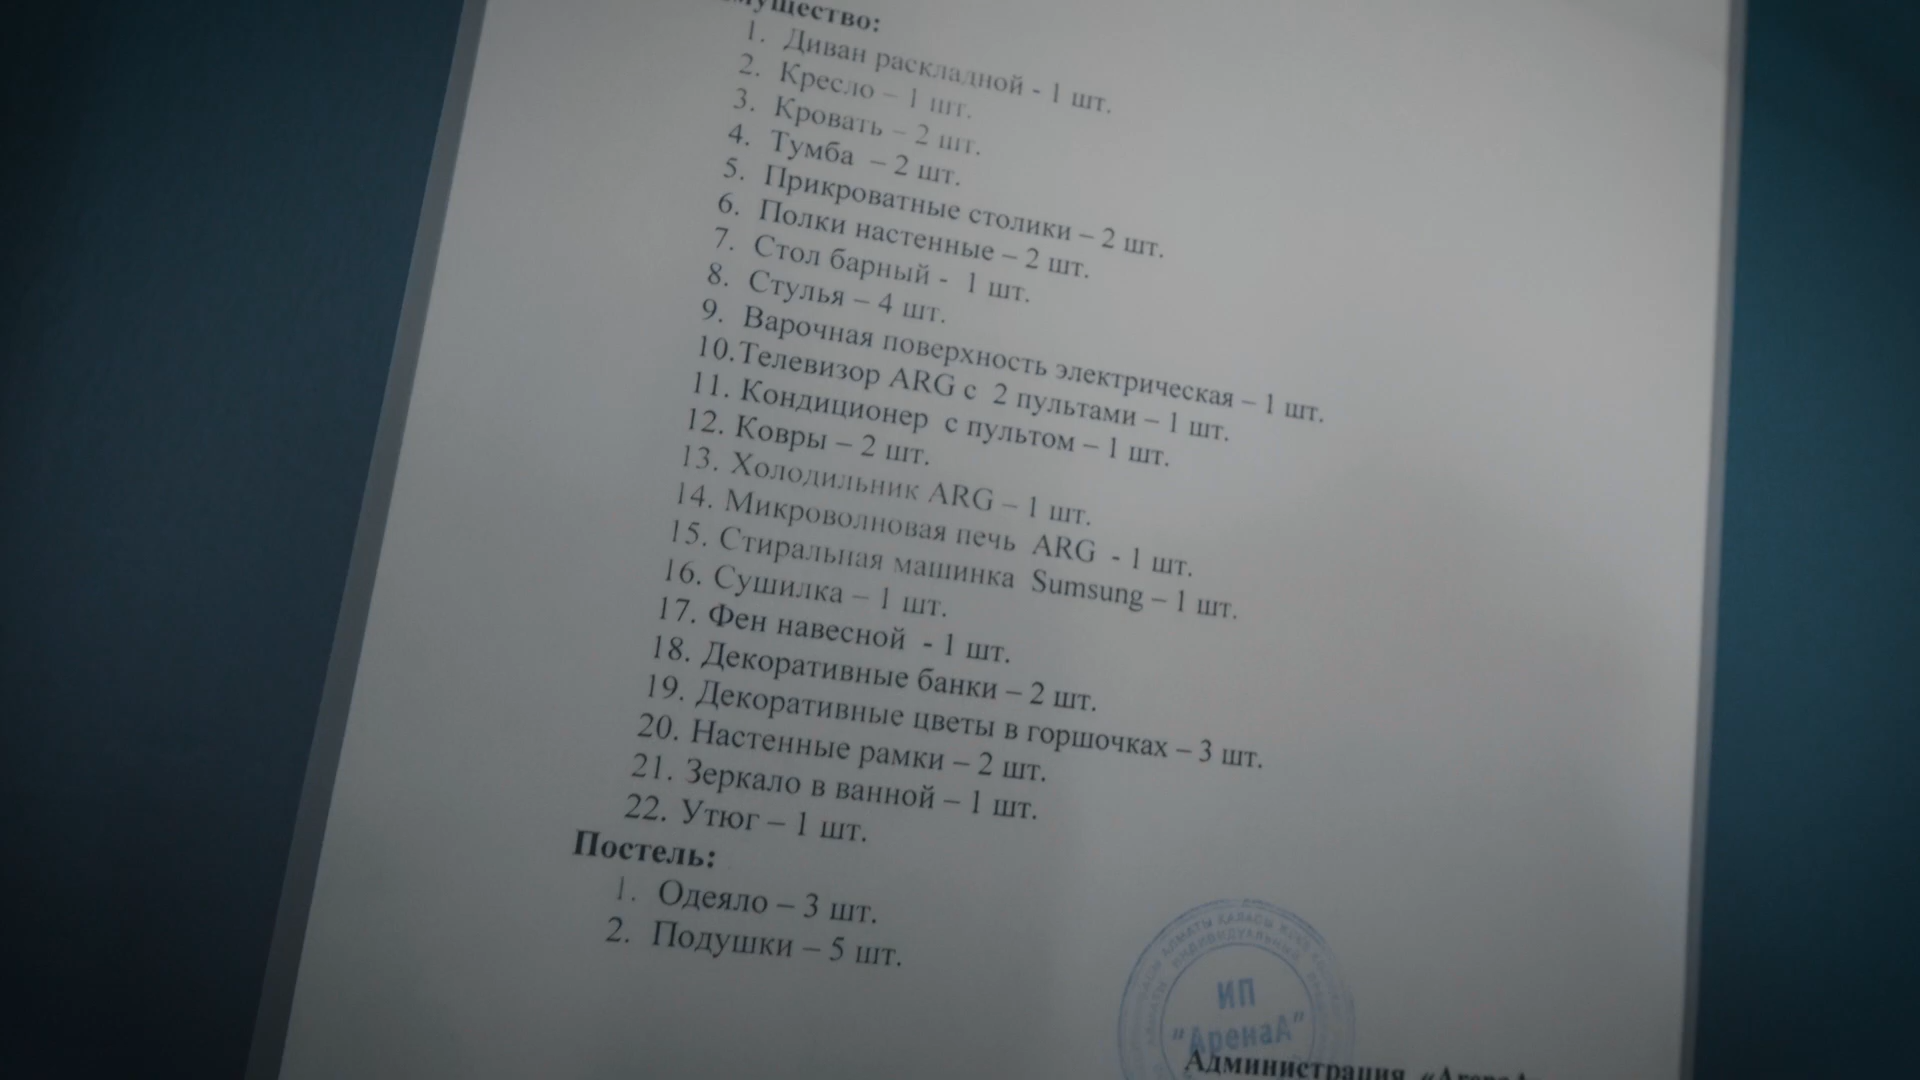 мущество:
1. Диван раскладной - 1 шт.
2. Кресло – 1 шт.
3. Кровать – 2 шт.
4. Тумба – 2 шт.
5. Прикроватные столики – 2 шт.
6. Полки настенные – 2 шт.
7. Стол барный - 1 шт.
8. Стулья – 4 шт.
9. Варочная поверхность электрическая – 1 шт.
10.Телевизор ARG с 2 пультами – 1 шт.
11. Кондиционер с пультом – 1 шт.
12. Ковры – 2 шт.
13. Холодильник ARG – 1 шт.
14. Микроволновая печь ARG - 1 шт.
15. Стиральная машинка Sumsung – 1 шт.
16. Сушилка – 1 шт.
17. Фен навесной - 1 шт.
18. Декоративные банки – 2 шт.
19. Декоративные цветы в горшочках – 3 шт.
20. Настенные рамки – 2 шт.
21. Зеркало в ванной – 1 шт.
22. Утюг – 1 шт.
Постель:
1. Одеяло – 3 шт.
2. Подушки – 5 шт.
АЛМАТЫ ҚАЛАСЫ
ИНДИВИДУАЛЬНЫЙ
ИП
"АренаА"
Администрация